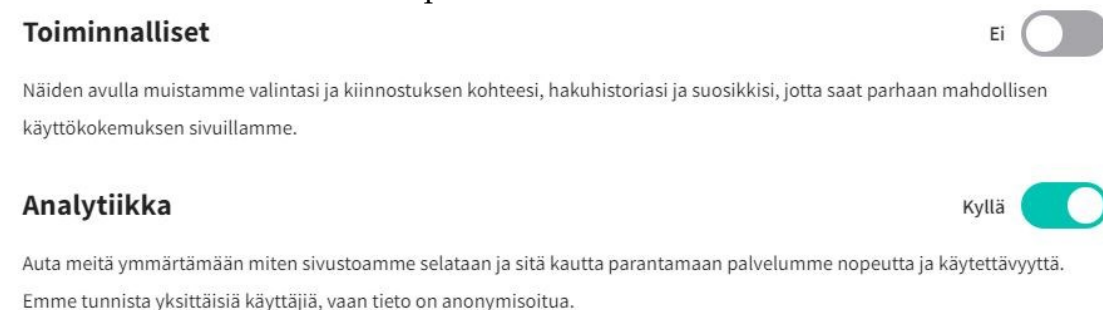 Toiminnalliset
Ei
Näiden avulla muistamme valintasi ja kiinnostuksen kohteesi, hakuhistoriasi ja suosikkisi, jotta saat parhaan mahdollisen
käyttökokemuksen sivuillamme.
Analytiikka
Kyllä
Auta meitä ymmärtämään miten sivustoamme selataan ja sitä kautta parantamaan palvelumme nopeutta ja käytettävyyttä.
Emme tunnista yksittäisiä käyttäjiä, vaan tieto on anonymisoitua.